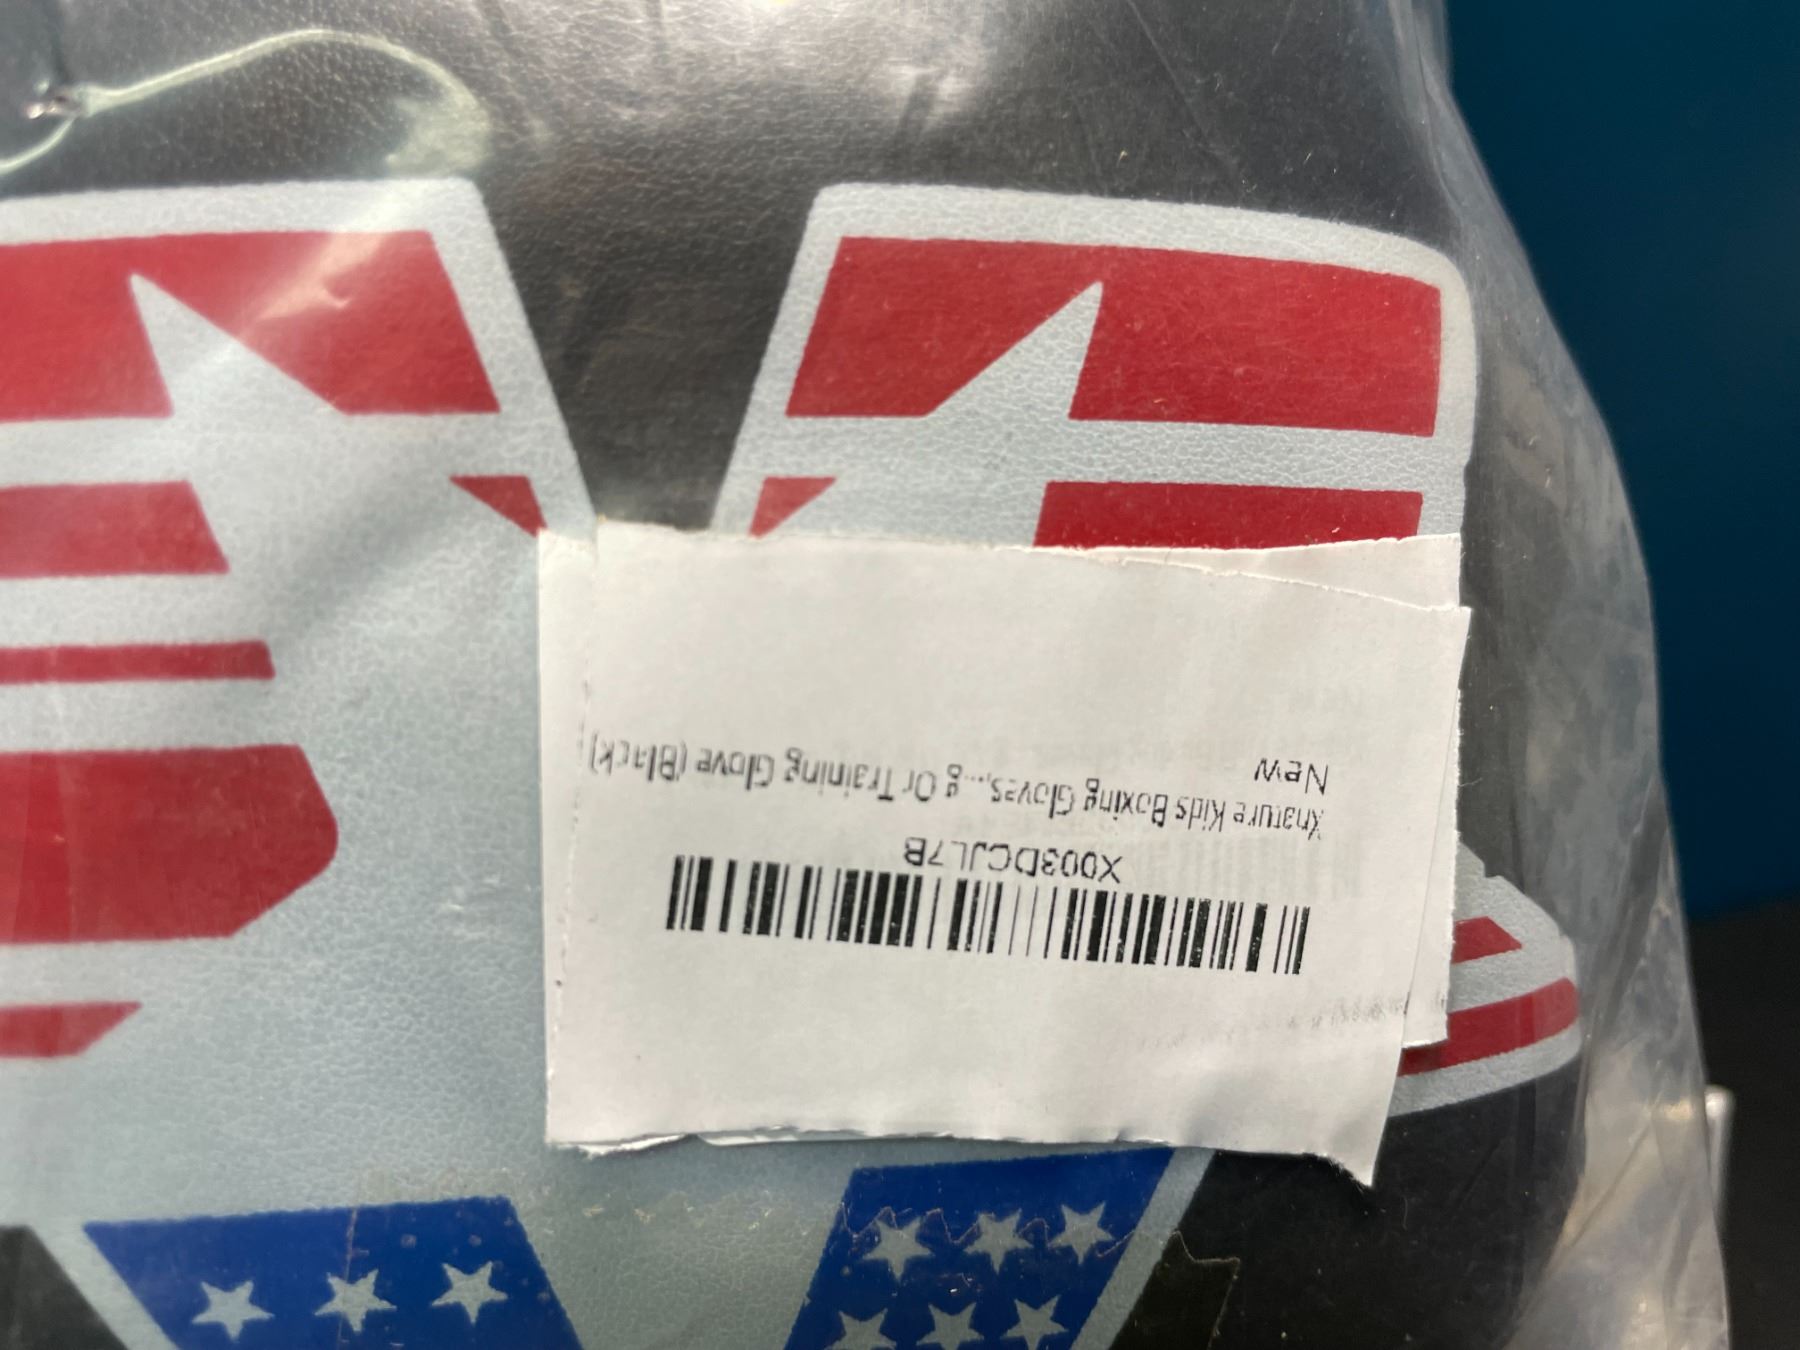 X003DCJL7B
Xnature Kids Boxing Gloves,...g Or Training Glove (Black)
New